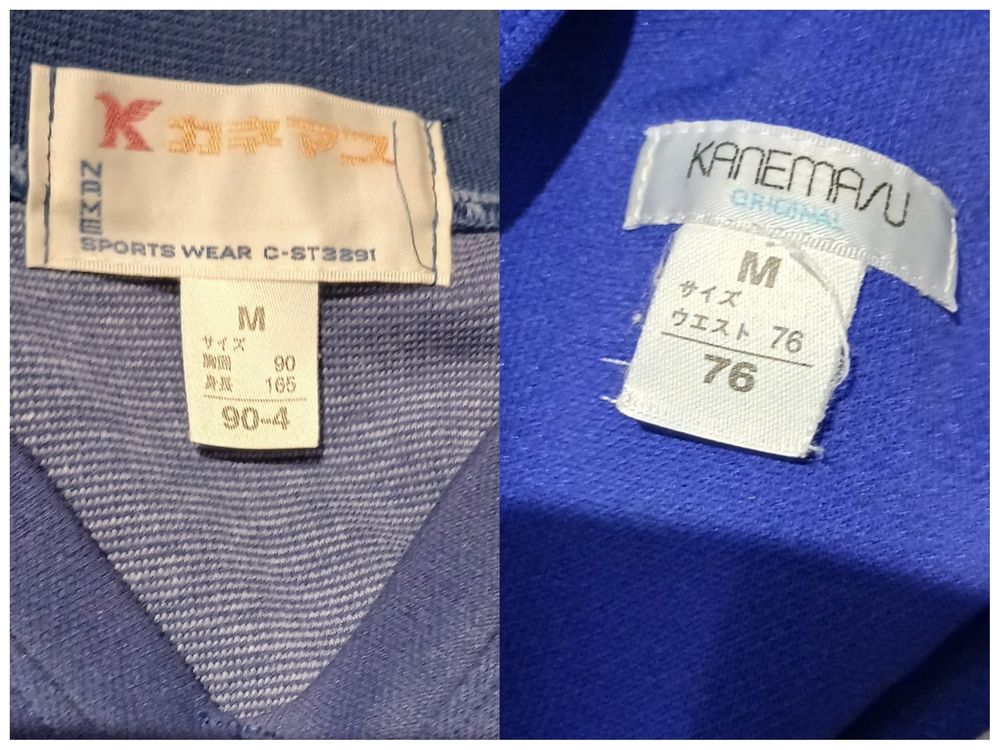 K カネマス
NAME
SPORTS WEAR C-ST3891
M
サイズ
胸囲 90
身長 165
90-4
KANEMASU
ORIGINAL
M
サイズ
ウエスト 76
76